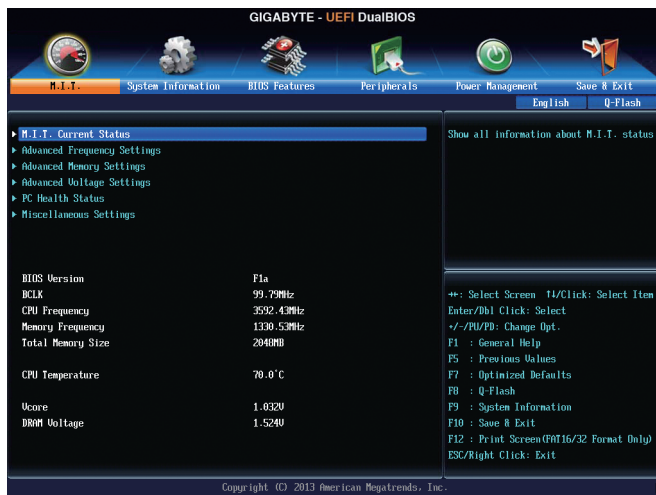 GIGABYTE - UEFI DualBIOS
M.I.T. System Information BIOS Features Peripherals Power Management Save & Exit
English Q-Flash
M.I.T. Current Status
Advanced Frequency Settings
Advanced Memory Settings
Advanced Voltage Settings
PC Health Status
Miscellaneous Settings
Show all information about M.I.T. status
BIOS Version F1a
BCLK 99.79MHz
CPU Frequency 3592.43MHz
Memory Frequency 1330.53MHz
Total Memory Size 2048MB
CPU Temperature 70.0°C
Vcore 1.032V
DRAM Voltage 1.524V
→←: Select Screen ↑↓/Click: Select Item
Enter/Dbl Click: Select
+/-/PU/PD: Change Opt.
F1 : General Help
F5 : Previous Values
F7 : Optimized Defaults
F8 : Q-Flash
F9 : System Information
F10 : Save & Exit
F12 : Print Screen(FAT16/32 Format Only)
ESC/Right Click: Exit
Copyright (C) 2013 American Megatrends, Inc.